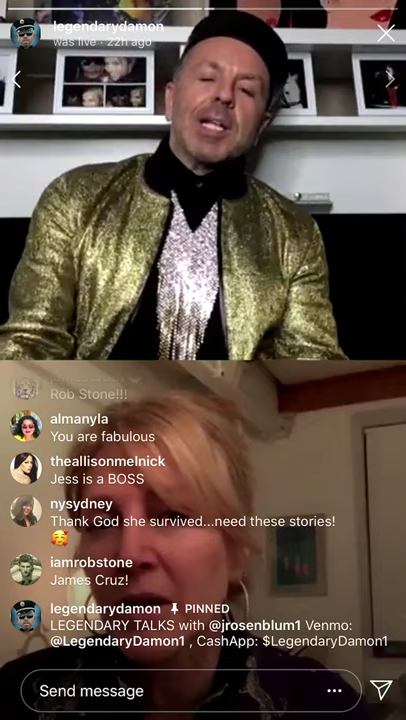 legendarydamon
was live · 22h ago
Rob Stone!!!
almanyla
You are fabulous
theallisonmelnick
Jess is a BOSS
nysydney
Thank God she survived...need these stories!
🥰
iamrobstone
James Cruz!
legendarydamon PINNED
LEGENDARY TALKS with @jrosenblum1 Venmo:
@LegendaryDamon1 , CashApp: $LegendaryDamon1
Send message